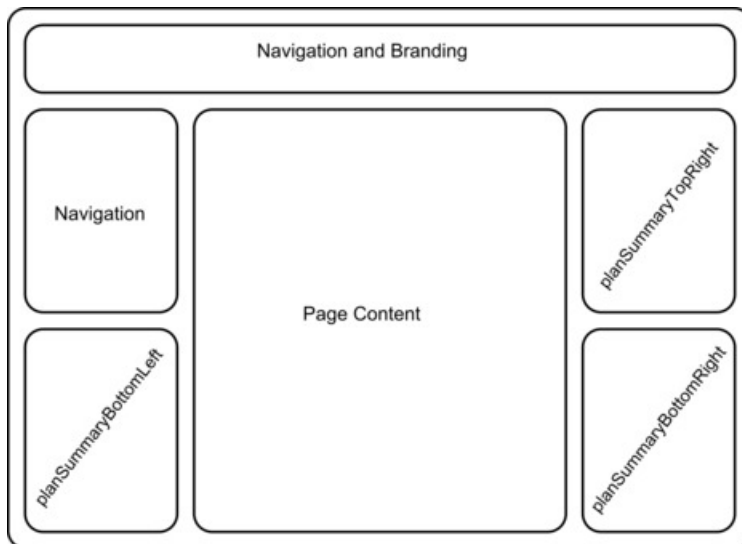 Navigation and Branding
Navigation
Page Content
planSummaryTopRight
planSummaryBottomLeft
planSummaryBottomRight